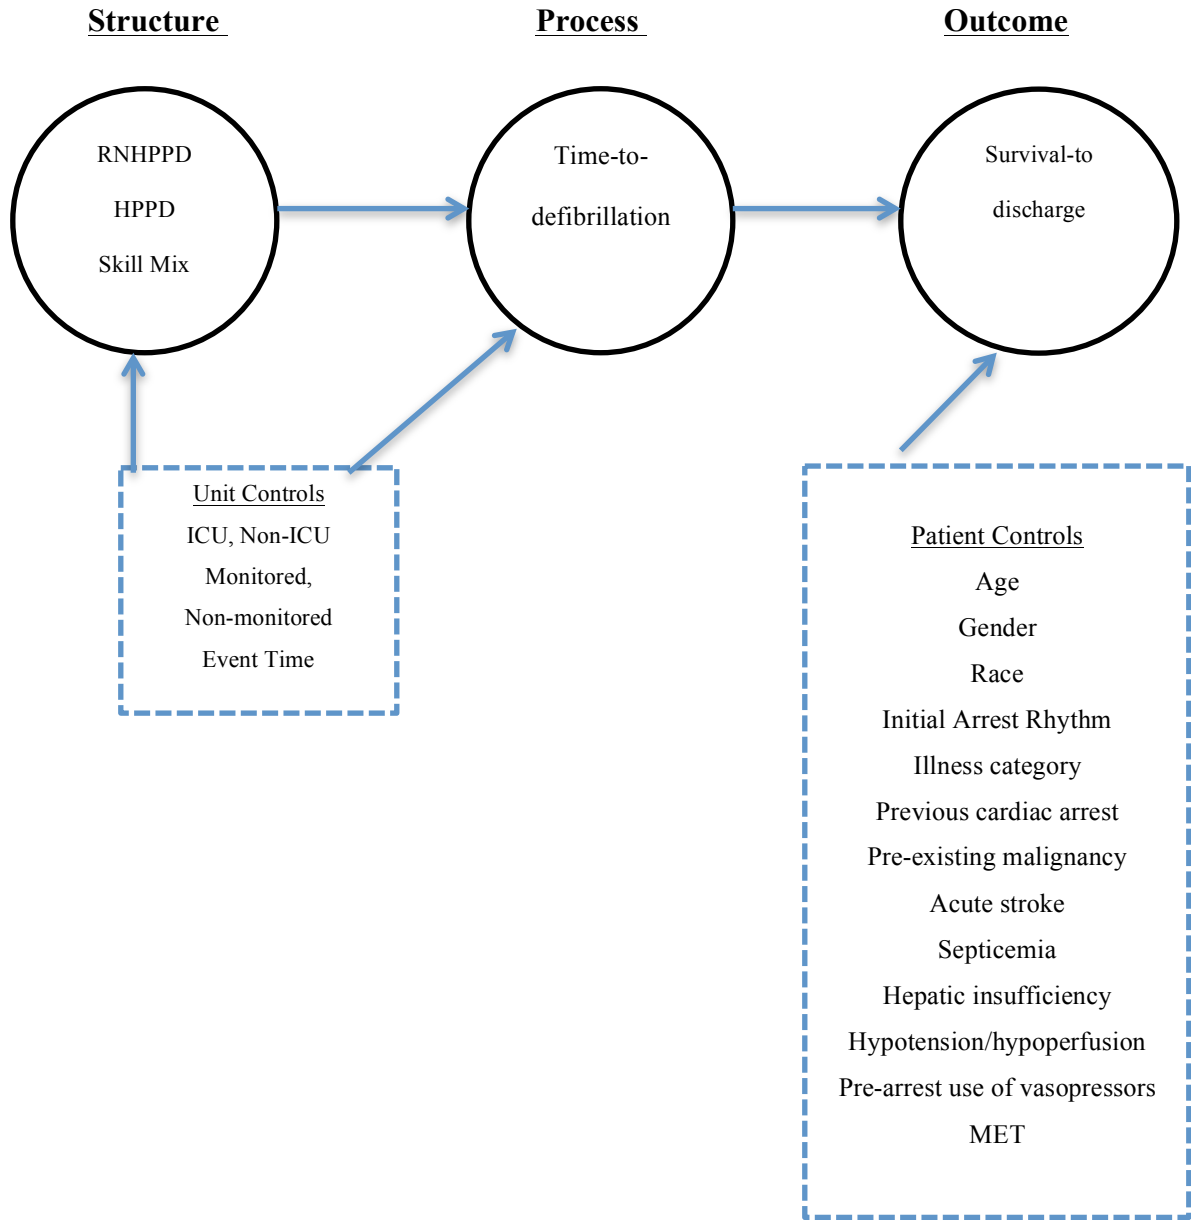 Structure
Process
Outcome
RNHPPD
HPPD
Skill Mix
Time-to-
defibrillation
Survival-to
discharge
Unit Controls
ICU, Non-ICU
Monitored,
Non-monitored
Event Time
Patient Controls
Age
Gender
Race
Initial Arrest Rhythm
Illness category
Previous cardiac arrest
Pre-existing malignancy
Acute stroke
Septicemia
Hepatic insufficiency
Hypotension/hypoperfusion
Pre-arrest use of vasopressors
MET